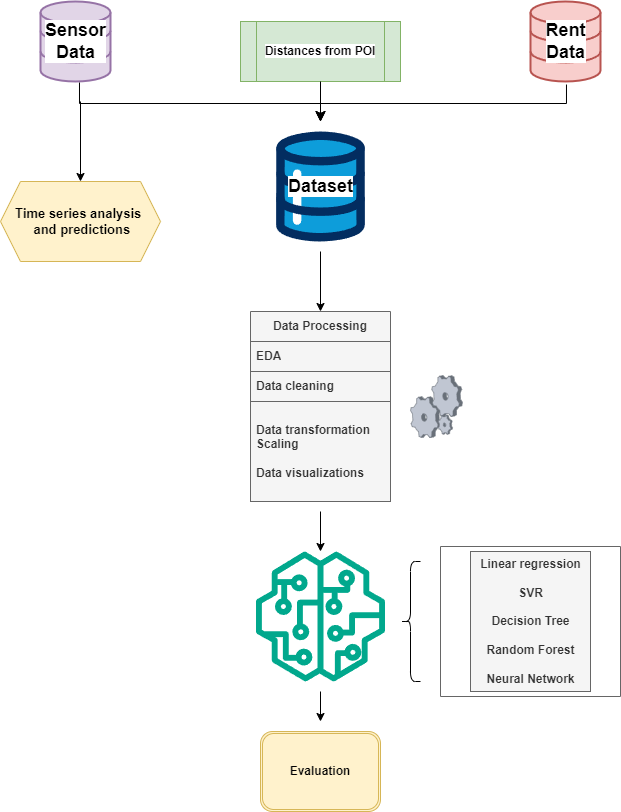 Sensor
Data
Distances from POI
Rent
Data
Dataset
Time series analysis
and predictions
Data Processing
EDA
Data cleaning
Data transformation
Scaling
Data visualizations
Linear regression
SVR
Decision Tree
Random Forest
Neural Network
Evaluation